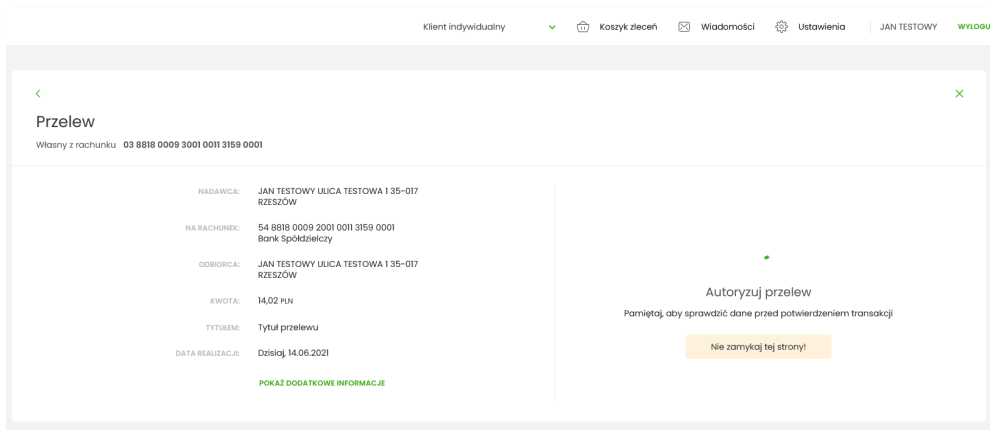 Klient indywidualny Koszyk zleceń Wiadomości Ustawienia JAN TESTOWY WYLOGU
Przelew
Własny z rachunku 03 8818 0009 3001 0011 3159 0001
NADAWCA: JAN TESTOWY ULICA TESTOWA 1 35-017
RZESZÓW
NA RACHUNEK: 54 8818 0009 2001 0011 3159 0001
Bank Spółdzielczy
ODBIORCA: JAN TESTOWY ULICA TESTOWA 1 35-017
RZESZÓW
KWOTA: 14,02 PLN
TYTUŁEM: Tytuł przelewu
DATA REALIZACJI: Dzisiaj, 14.06.2021
POKAŻ DODATKOWE INFORMACJE
Autoryzuj przelew
Pamiętaj, aby sprawdzić dane przed potwierdzeniem transakcji
Nie zamykaj tej strony!